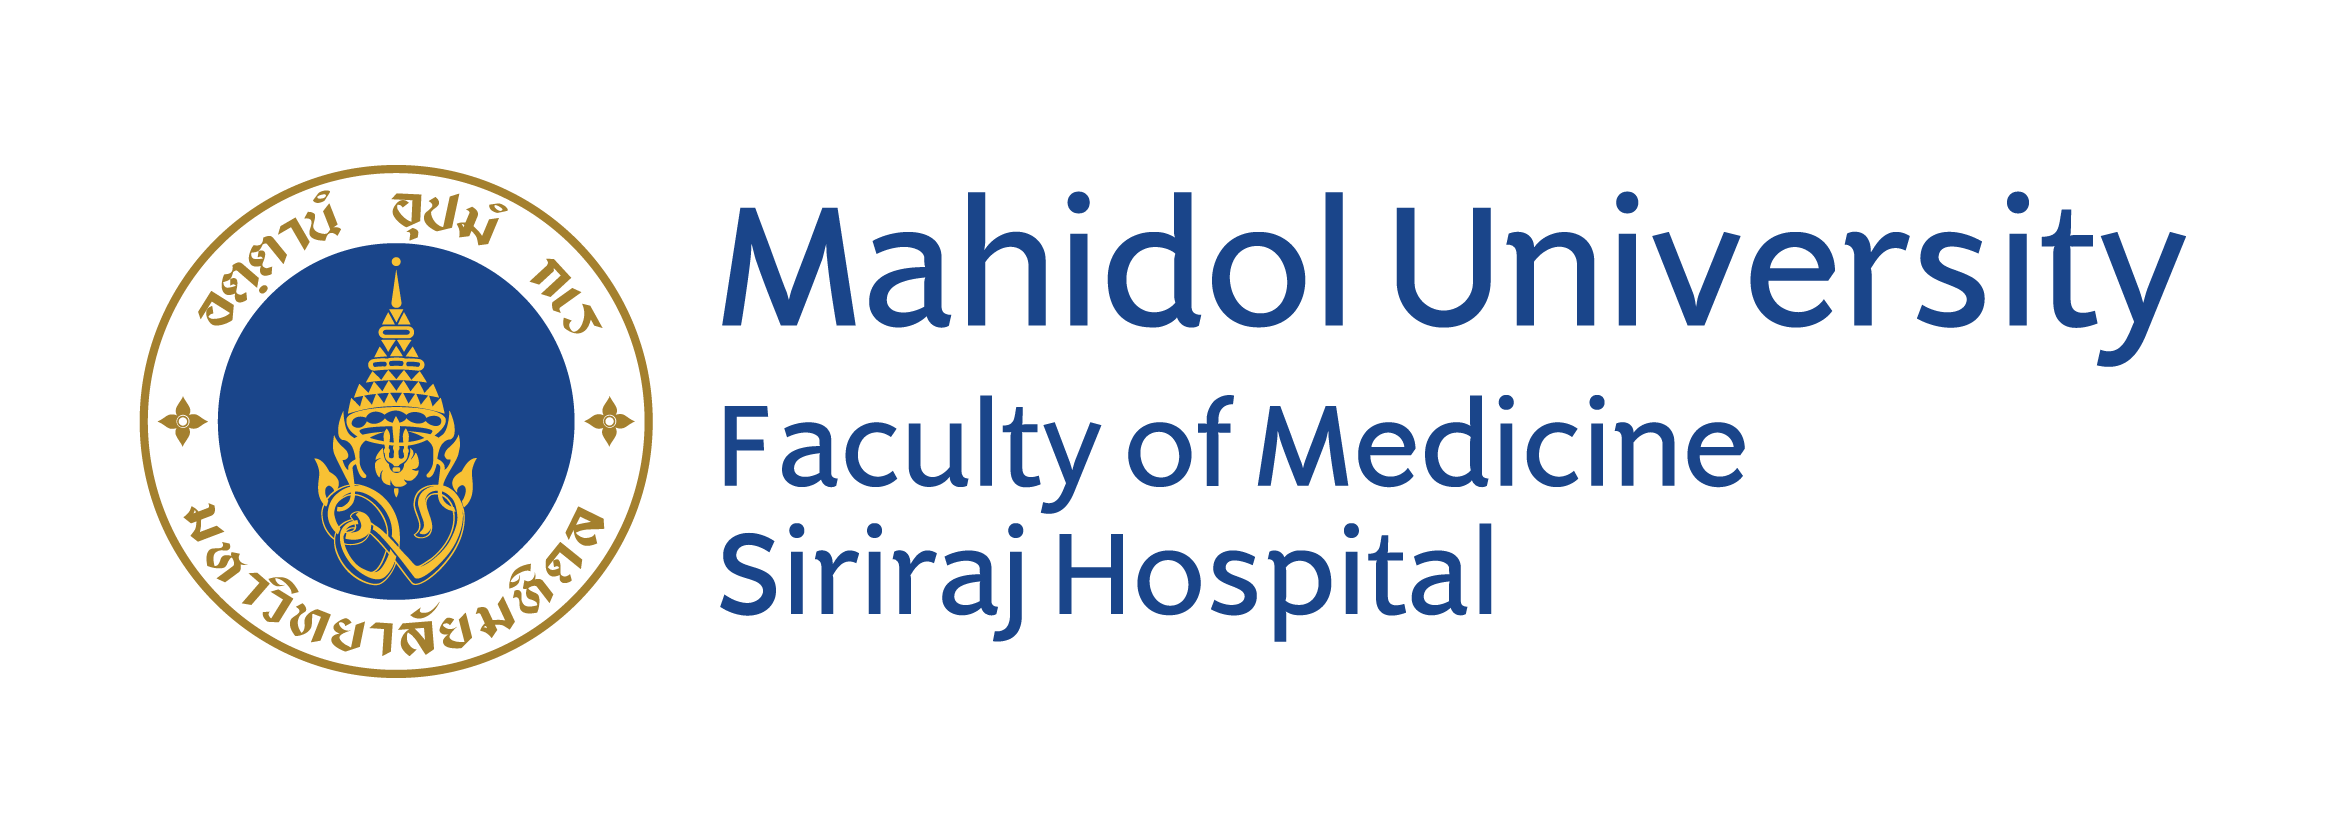 อตฺตานํ อุปมํ กเร
มหาวิทยาลัยมหิดล
Mahidol University
Faculty of Medicine
Siriraj Hospital